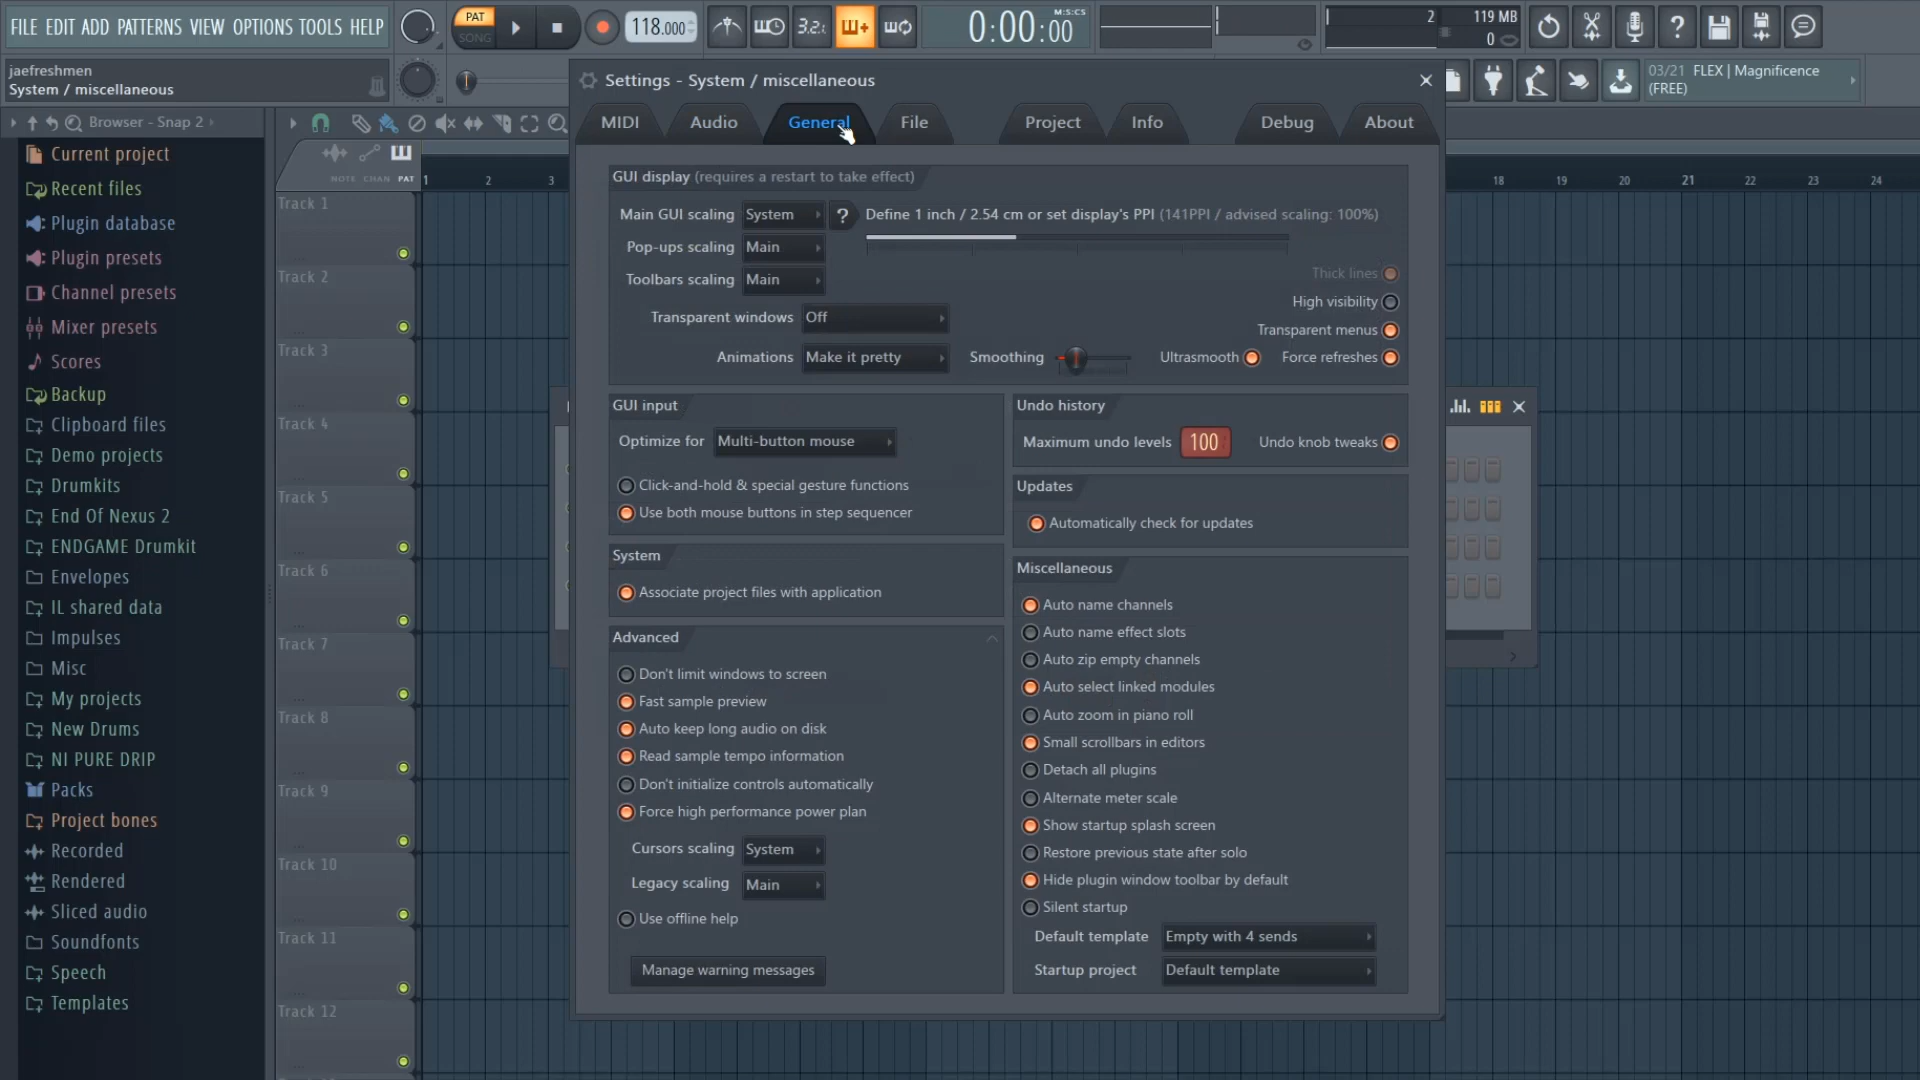 FILE EDIT ADD PATTERNS VIEW OPTIONS TOOLS HELP
PAT
SONG
118.000
3.2.
0:00:00
M:S:CS
2
119 MB
0
jaefreshmen
System / miscellaneous
03/21 FLEX | Magnificence
(FREE)
Browser - Snap 2
Current project
Recent files
Plugin database
Plugin presets
Channel presets
Mixer presets
Scores
Backup
Clipboard files
Demo projects
Drumkits
End Of Nexus 2
ENDGAME Drumkit
Envelopes
IL shared data
Impulses
Misc
My projects
New Drums
NI PURE DRIP
Packs
Project bones
Recorded
Rendered
Sliced audio
Soundfonts
Speech
Templates
NOTE CHAN PAT
1 2 3
18 19 20 21 22 23 24
Track 1
Track 2
Track 3
Track 4
Track 5
Track 6
Track 7
Track 8
Track 9
Track 10
Track 11
Track 12
Settings - System / miscellaneous
MIDI Audio General File Project Info Debug About
GUI display (requires a restart to take effect)
Main GUI scaling System ? Define 1 inch / 2.54 cm or set display's PPI (141PPI / advised scaling: 100%)
Pop-ups scaling Main
Toolbars scaling Main
Thick lines
High visibility
Transparent windows Off
Transparent menus
Animations Make it pretty Smoothing Ultrasmooth Force refreshes
GUI input
Optimize for Multi-button mouse
Click-and-hold & special gesture functions
Use both mouse buttons in step sequencer
System
Associate project files with application
Advanced
Don't limit windows to screen
Fast sample preview
Auto keep long audio on disk
Read sample tempo information
Don't initialize controls automatically
Force high performance power plan
Cursors scaling System
Legacy scaling Main
Use offline help
Manage warning messages
Undo history
Maximum undo levels 100 Undo knob tweaks
Updates
Automatically check for updates
Miscellaneous
Auto name channels
Auto name effect slots
Auto zip empty channels
Auto select linked modules
Auto zoom in piano roll
Small scrollbars in editors
Detach all plugins
Alternate meter scale
Show startup splash screen
Restore previous state after solo
Hide plugin window toolbar by default
Silent startup
Default template Empty with 4 sends
Startup project Default template